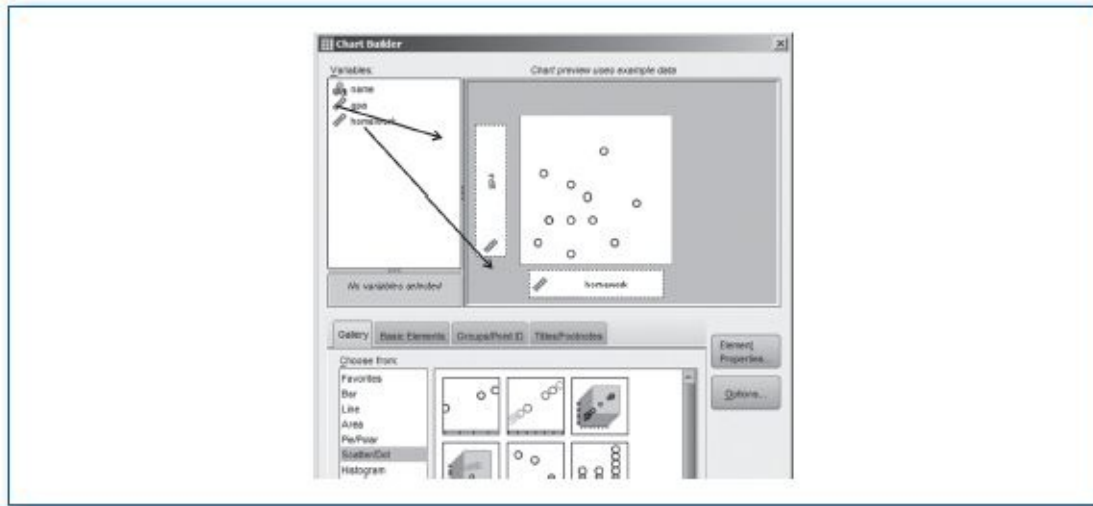 Chart Builder
Variables:
Chart preview uses example data
name
gpa
homework
gpa
homework
No variables selected
Gallery
Basic Elements
Groups/Point ID
Titles/Footnotes
Choose from:
Favorites
Bar
Line
Area
Pie/Polar
Scatter/Dot
Histogram
Element
Properties...
Options...